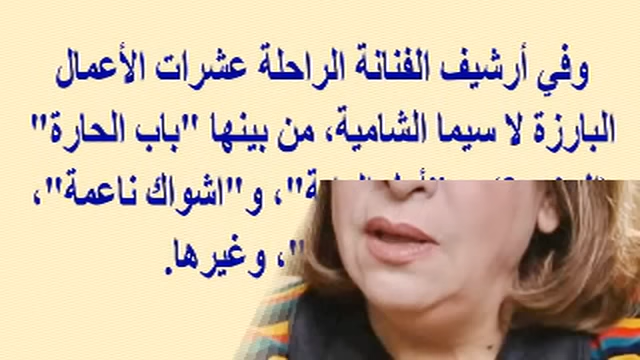 وفي أرشيف الفنانة الراحلة عشرات الأعمال
البارزة لا سيما الشامية، من بينها "باب الحارة"
و"اشواك ناعمة"،
وغيرها.